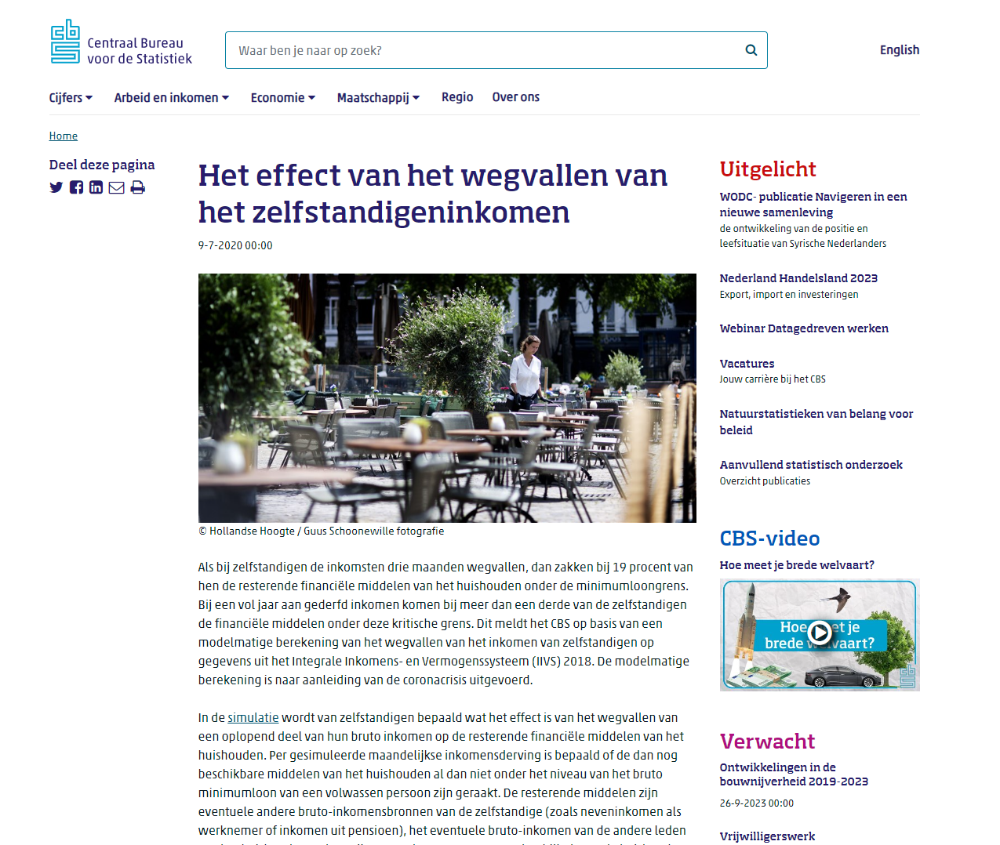 Centraal Bureau
voor de Statistiek
Waar ben je naar op zoek?
English
Cijfers
Arbeid en inkomen
Economie
Maatschappij
Regio
Over ons
Home
Deel deze pagina
Het effect van het wegvallen van
het zelfstandigeninkomen
9-7-2020 00:00
© Hollandse Hoogte / Guus Schoonewille fotografie
Als bij zelfstandigen de inkomsten drie maanden wegvallen, dan zakken bij 19 procent van
hen de resterende financiële middelen van het huishouden onder de minimumloongrens.
Bij een vol jaar aan gederfd inkomen komen bij meer dan een derde van de zelfstandigen
de financiële middelen onder deze kritische grens. Dit meldt het CBS op basis van een
modelmatige berekening van het wegvallen van het inkomen van zelfstandigen op
gegevens uit het Integrale Inkomens- en Vermogenssysteem (IIVS) 2018. De modelmatige
berekening is naar aanleiding van de coronacrisis uitgevoerd.
In de simulatie wordt van zelfstandigen bepaald wat het effect is van het wegvallen van
een oplopend deel van hun bruto inkomen op de resterende financiële middelen van het
huishouden. Per gesimuleerde maandelijkse inkomensderving is bepaald of de dan nog
beschikbare middelen van het huishouden al dan niet onder het niveau van het bruto
minimumloon van een volwassen persoon zijn geraakt. De resterende middelen zijn
eventuele andere bruto-inkomensbronnen van de zelfstandige (zoals neveninkomen als
werknemer of inkomen uit pensioen), het eventuele bruto-inkomen van de andere leden
Uitgelicht
WODC- publicatie Navigeren in een
nieuwe samenleving
de ontwikkeling van de positie en
leefsituatie van Syrische Nederlanders
Nederland Handelsland 2023
Export, import en investeringen
Webinar Datagedreven werken
Vacatures
Jouw carrière bij het CBS
Natuurstatistieken van belang voor
beleid
Aanvullend statistisch onderzoek
Overzicht publicaties
CBS-video
Hoe meet je brede welvaart?
Hoe meet je
brede welvaart?
Verwacht
Ontwikkelingen in de
bouwnijverheid 2019-2023
26-9-2023 00:00
Vrijwilligerswerk